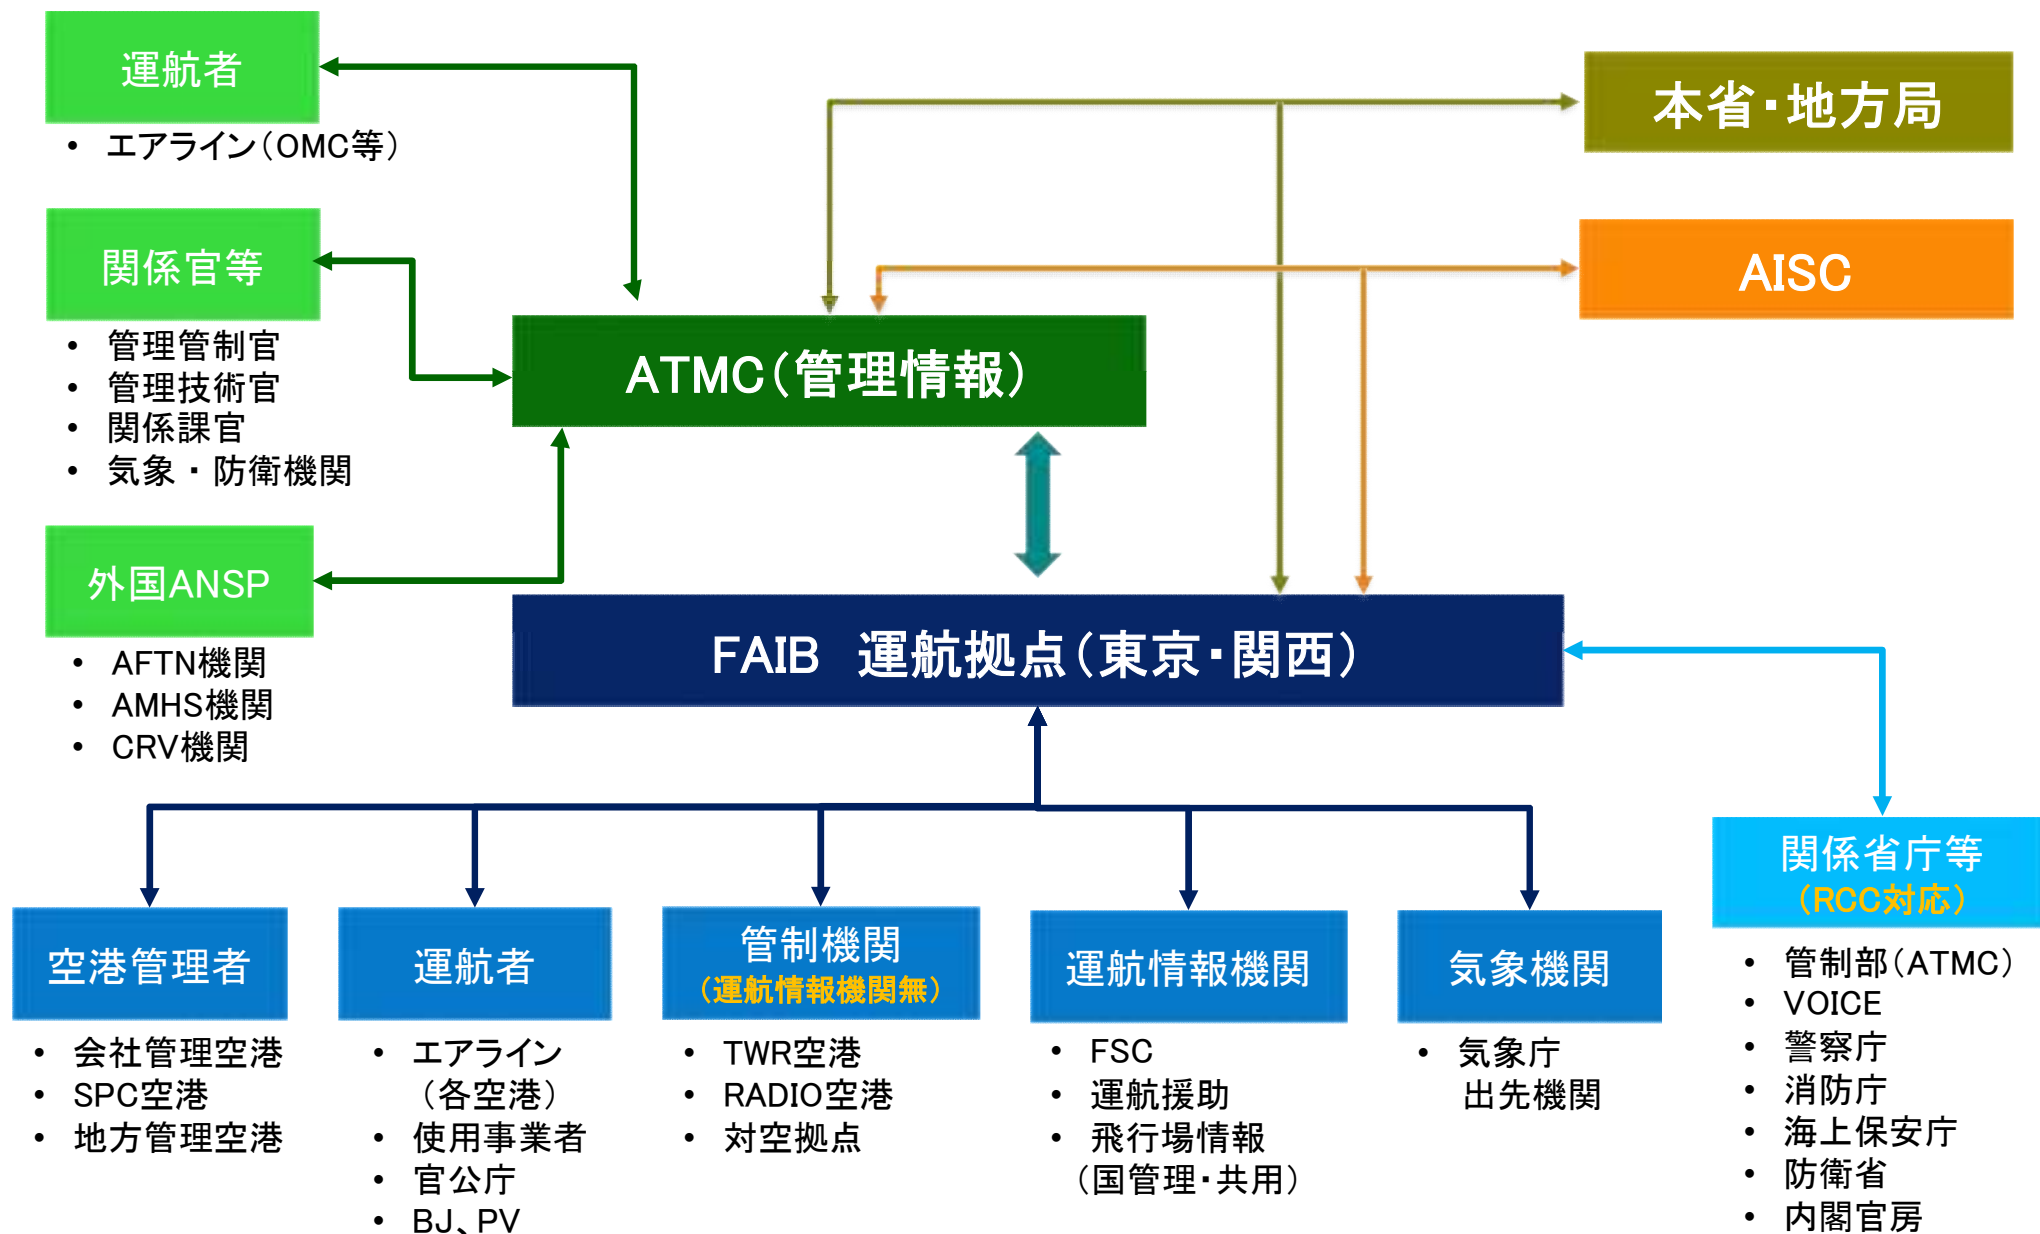 運航者
• エアライン（OMC等）
本省・地方局
関係官等
• 管理管制官
• 管理技術官
• 関係課官
• 気象・防衛機関
AISC
ATMC（管理情報）
外国ANSP
• AFTN機関
• AMHS機関
• CRV機関
FAIB　運航拠点（東京・関西）
空港管理者
• 会社管理空港
• SPC空港
• 地方管理空港
運航者
• エアライン
（各空港）
• 使用事業者
• 官公庁
• BJ、PV
管制機関
（運航情報機関無）
• TWR空港
• RADIO空港
• 対空拠点
運航情報機関
• FSC
• 運航援助
• 飛行場情報
（国管理・共用）
気象機関
• 気象庁
出先機関
関係省庁等
（RCC対応）
• 管制部（ATMC）
• VOICE
• 警察庁
• 消防庁
• 海上保安庁
• 防衛省
• 内閣官房